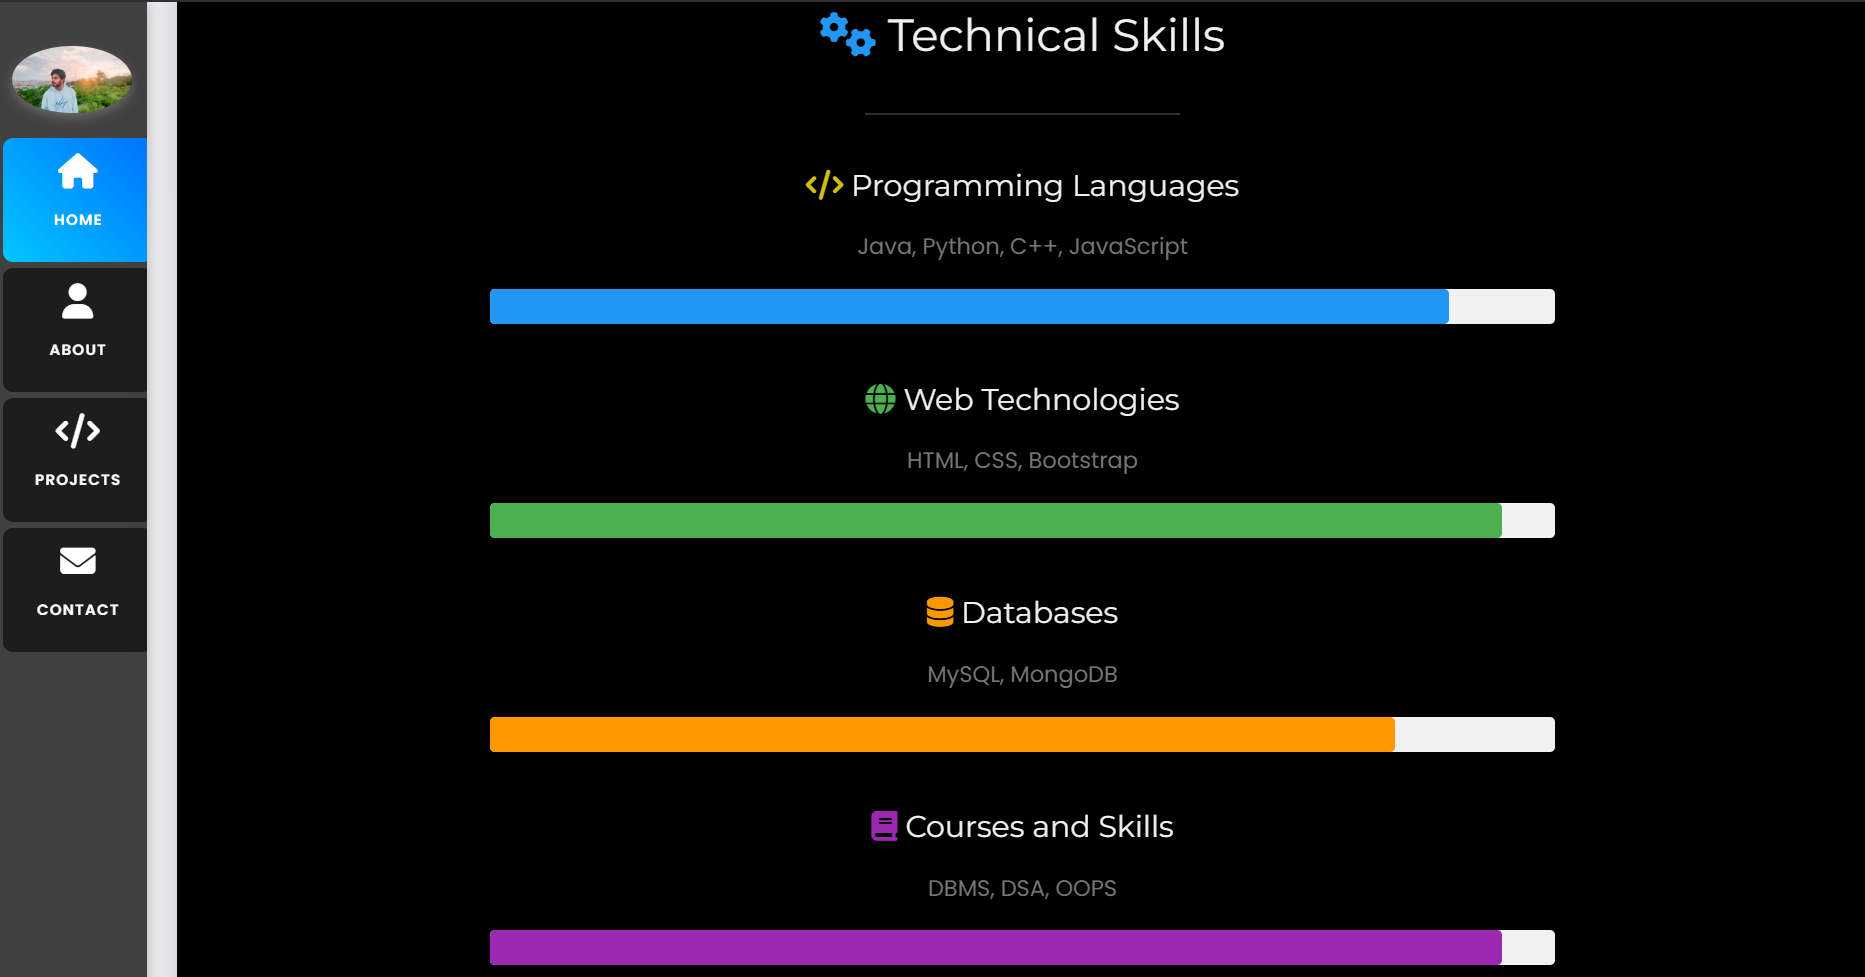 HOME
ABOUT
PROJECTS
CONTACT
Technical Skills
Programming Languages
Java, Python, C++, JavaScript
Web Technologies
HTML, CSS, Bootstrap
Databases
MySQL, MongoDB
Courses and Skills
DBMS, DSA, OOPS